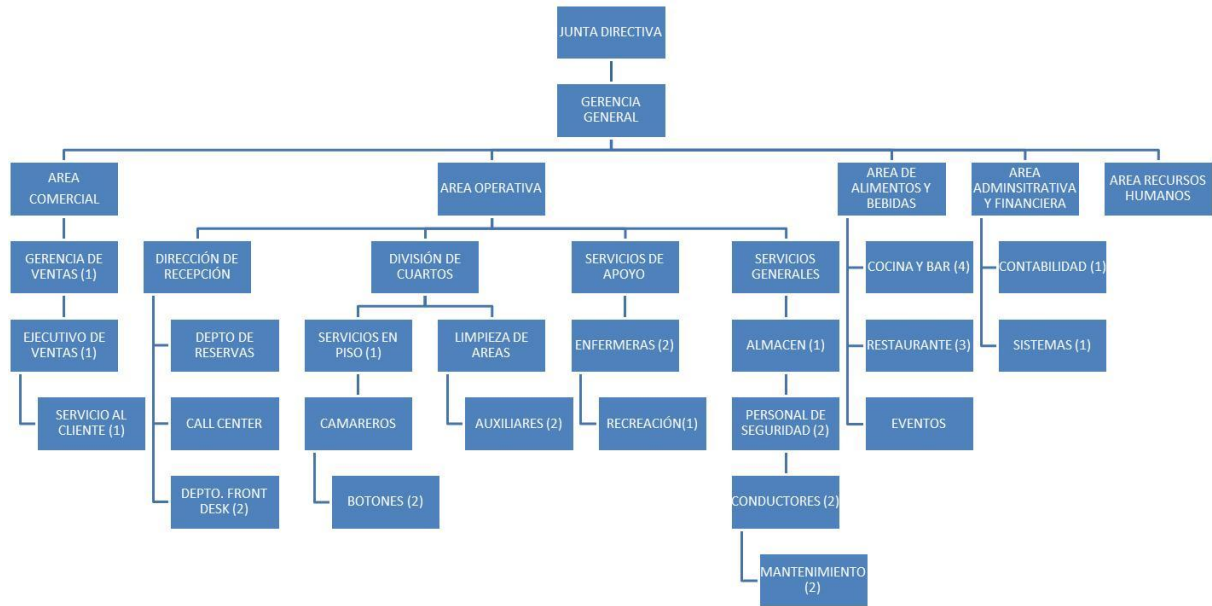 JUNTA DIRECTIVA
GERENCIA
GENERAL
AREA
COMERCIAL
AREA OPERATIVA
AREA DE
ALIMENTOS Y
BEBIDAS
AREA
ADMINSITRATIVA
Y FINANCIERA
AREA RECURSOS
HUMANOS
GERENCIA DE
VENTAS (1)
DIRECCIÓN DE
RECEPCIÓN
DIVISIÓN DE
CUARTOS
SERVICIOS DE
APOYO
SERVICIOS
GENERALES
COCINA Y BAR (4)
CONTABILIDAD (1)
EJECUTIVO DE
VENTAS (1)
DEPTO DE
RESERVAS
SERVICIOS EN
PISO (1)
LIMPIEZA DE
AREAS
ENFERMERAS (2)
ALMACEN (1)
RESTAURANTE (3)
SISTEMAS (1)
SERVICIO AL
CLIENTE (1)
CALL CENTER
CAMAREROS
AUXILIARES (2)
RECREACIÓN(1)
PERSONAL DE
SEGURIDAD (2)
EVENTOS
DEPTO. FRONT
DESK (2)
BOTONES (2)
CONDUCTORES (2)
MANTENIMIENTO
(2)